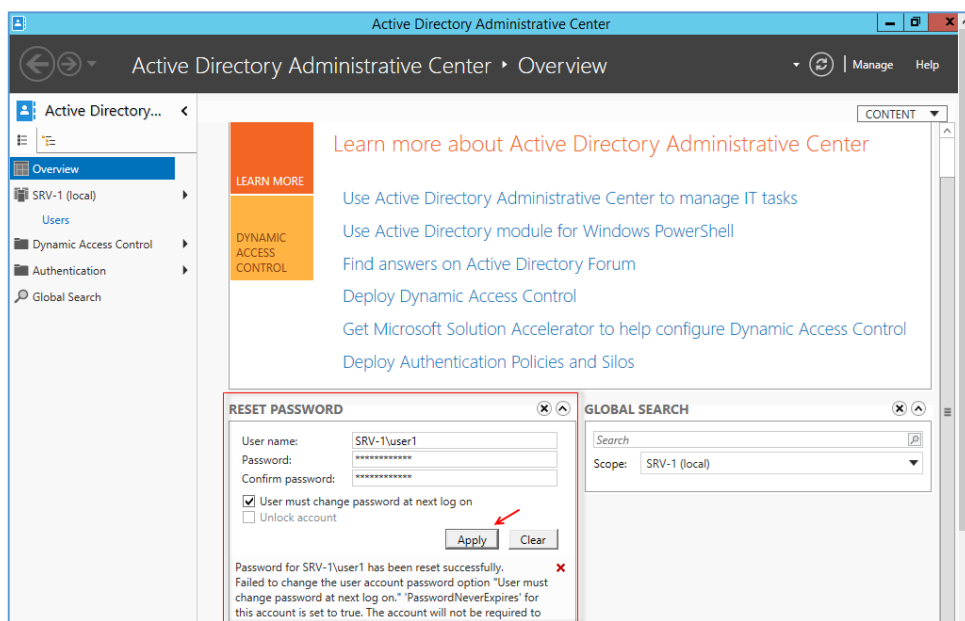 Active Directory Administrative Center
Active Directory Administrative Center • Overview
Manage
Help
Active Directory...
CONTENT
Overview
SRV-1 (local)
Users
Dynamic Access Control
Authentication
Global Search
LEARN MORE
DYNAMIC
ACCESS
CONTROL
Learn more about Active Directory Administrative Center
Use Active Directory Administrative Center to manage IT tasks
Use Active Directory module for Windows PowerShell
Find answers on Active Directory Forum
Deploy Dynamic Access Control
Get Microsoft Solution Accelerator to help configure Dynamic Access Control
Deploy Authentication Policies and Silos
RESET PASSWORD
User name: SRV-1\user1
Password: ************
Confirm password: ************
User must change password at next log on
Unlock account
Apply Clear
Password for SRV-1\user1 has been reset successfully.
Failed to change the user account password option "User must
change password at next log on." 'PasswordNeverExpires' for
this account is set to true. The account will not be required to
GLOBAL SEARCH
Search
Scope: SRV-1 (local)